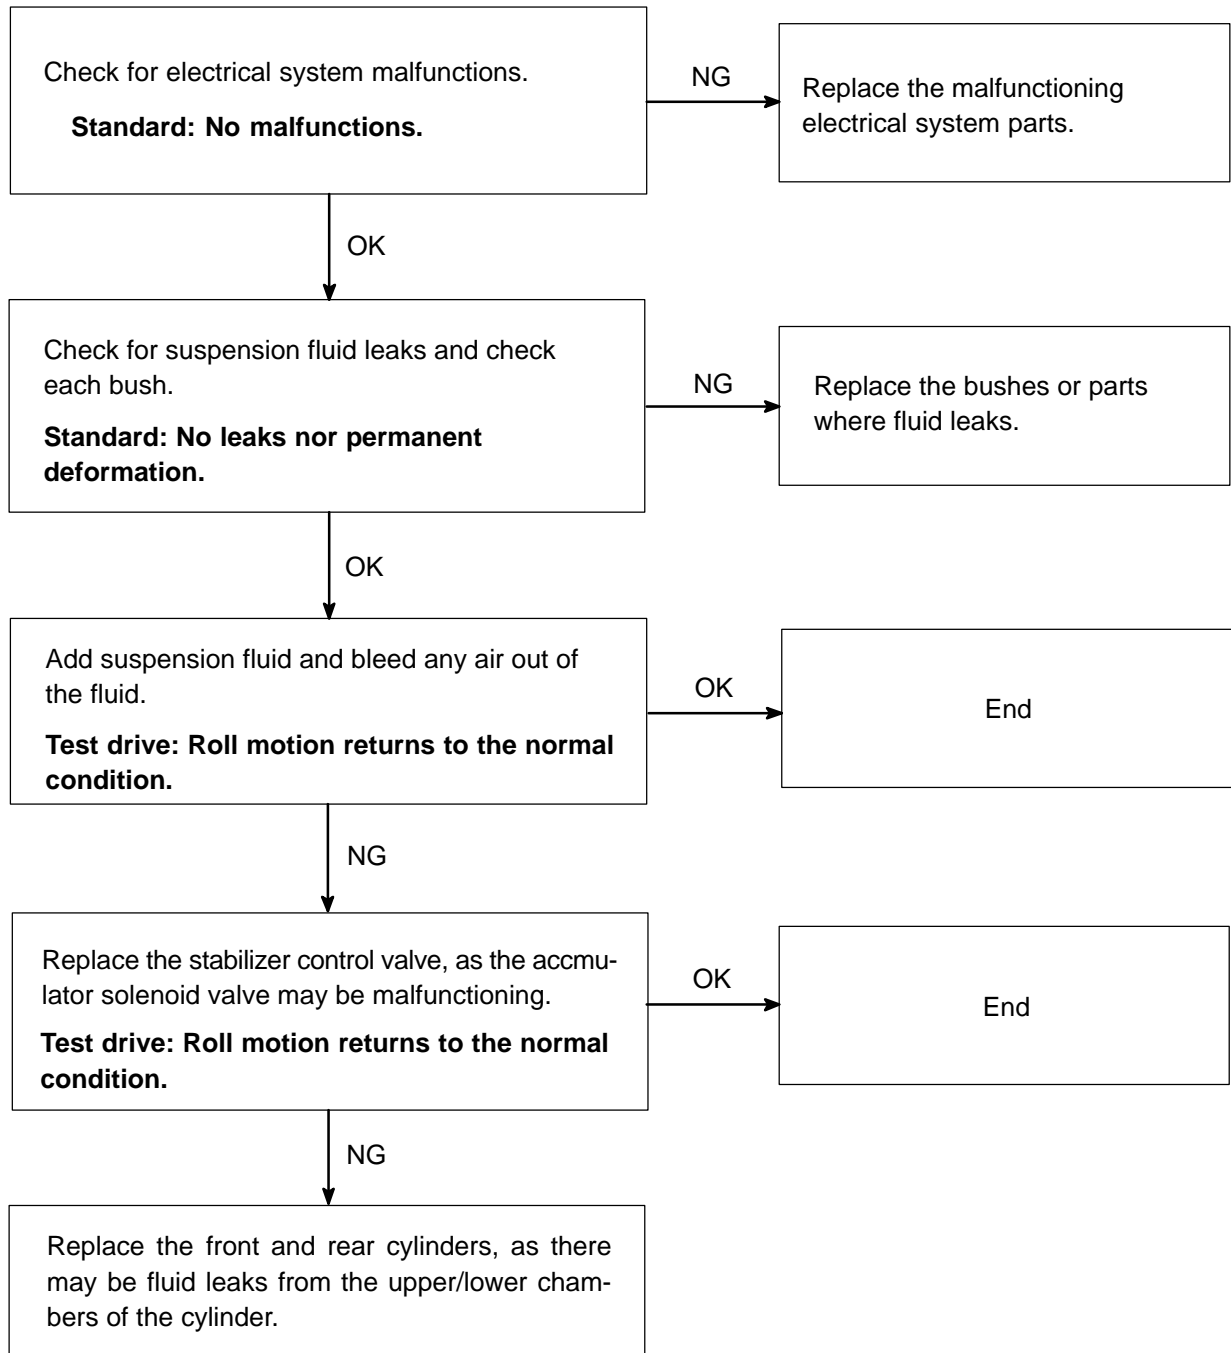 Check for electrical system malfunctions.
Standard: No malfunctions.
NG
Replace the malfunctioning
electrical system parts.
OK
Check for suspension fluid leaks and check
each bush.
Standard: No leaks nor permanent
deformation.
NG
Replace the bushes or parts
where fluid leaks.
OK
Add suspension fluid and bleed any air out of
the fluid.
Test drive: Roll motion returns to the normal
condition.
OK
End
NG
Replace the stabilizer control valve, as the accmu-
lator solenoid valve may be malfunctioning.
Test drive: Roll motion returns to the normal
condition.
OK
End
NG
Replace the front and rear cylinders, as there
may be fluid leaks from the upper/lower cham-
bers of the cylinder.